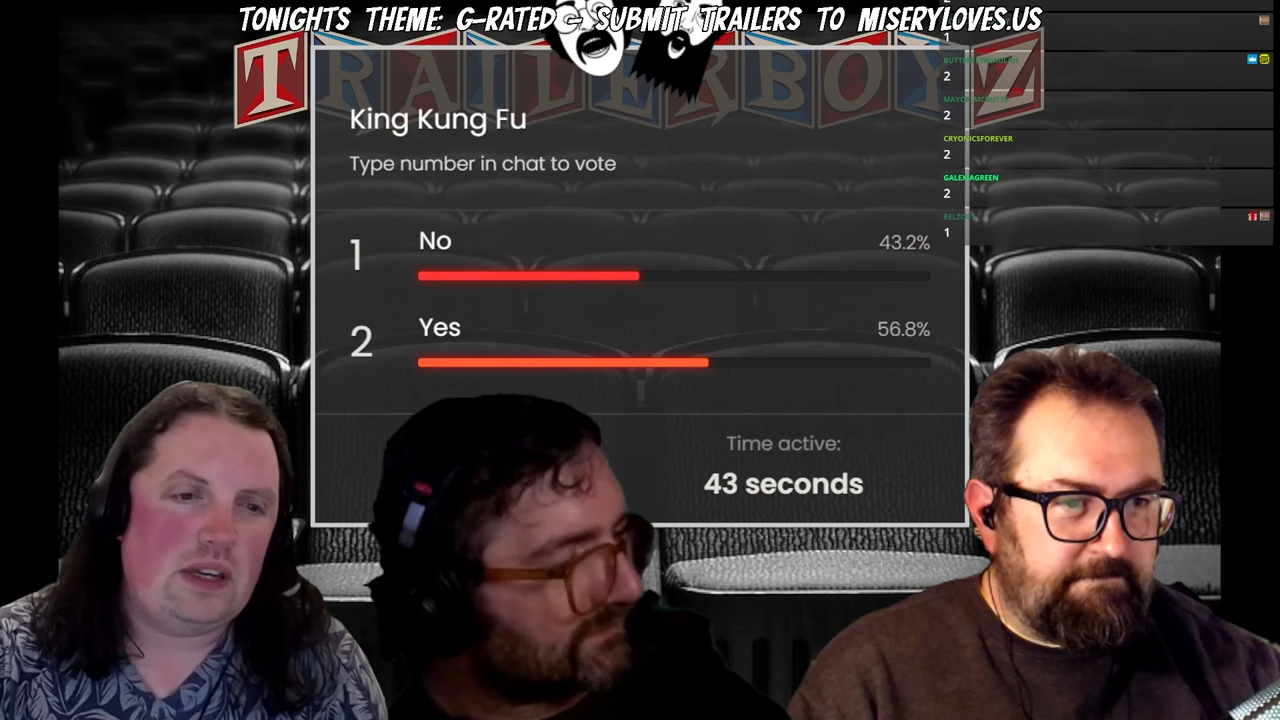 TONIGHTS THEME: G-RATED - SUBMIT TRAILERS TO MISERYLOVES.US
TRAILERBOYZ
King Kung Fu
Type number in chat to vote
1 No 43.2%
2 Yes 56.8%
Time active:
43 seconds
1
2
2
CRYONICSFOREVER
2
GALEXIAGREEN
2
1